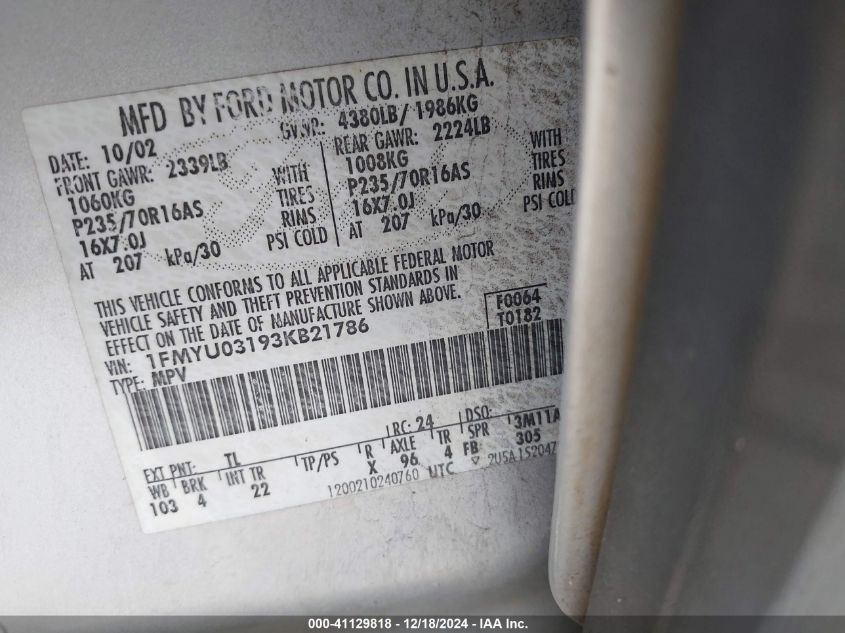 MFD BY FORD MOTOR CO. IN U.S.A.
DATE: 10/02 GVWR: 4380LB/ 1986KG
FRONT GAWR: 2339LB REAR GAWR: 2224LB
1060KG WITH 1008KG WITH
P235/70R16AS TIRES P235/70R16AS TIRES
16X7.0J RIMS 16X7.0J RIMS
AT 207 kPa/30 PSI COLD AT 207 kPa/30 PSI COLD
THIS VEHICLE CONFORMS TO ALL APPLICABLE FEDERAL MOTOR
VEHICLE SAFETY AND THEFT PREVENTION STANDARDS IN
EFFECT ON THE DATE OF MANUFACTURE SHOWN ABOVE.
F0064
T0182
VIN: 1FMYU03193KB21786
TYPE: MPV
EXT PNT: TL RC: 24 DSO:
WB BRK INT TR TP/PS R AXLE TR SPR 3M11A
103 4 22 X 96 4 FB 305
1200210240760 UTC
000-41129818 - 12/18/2024 - IAA Inc.